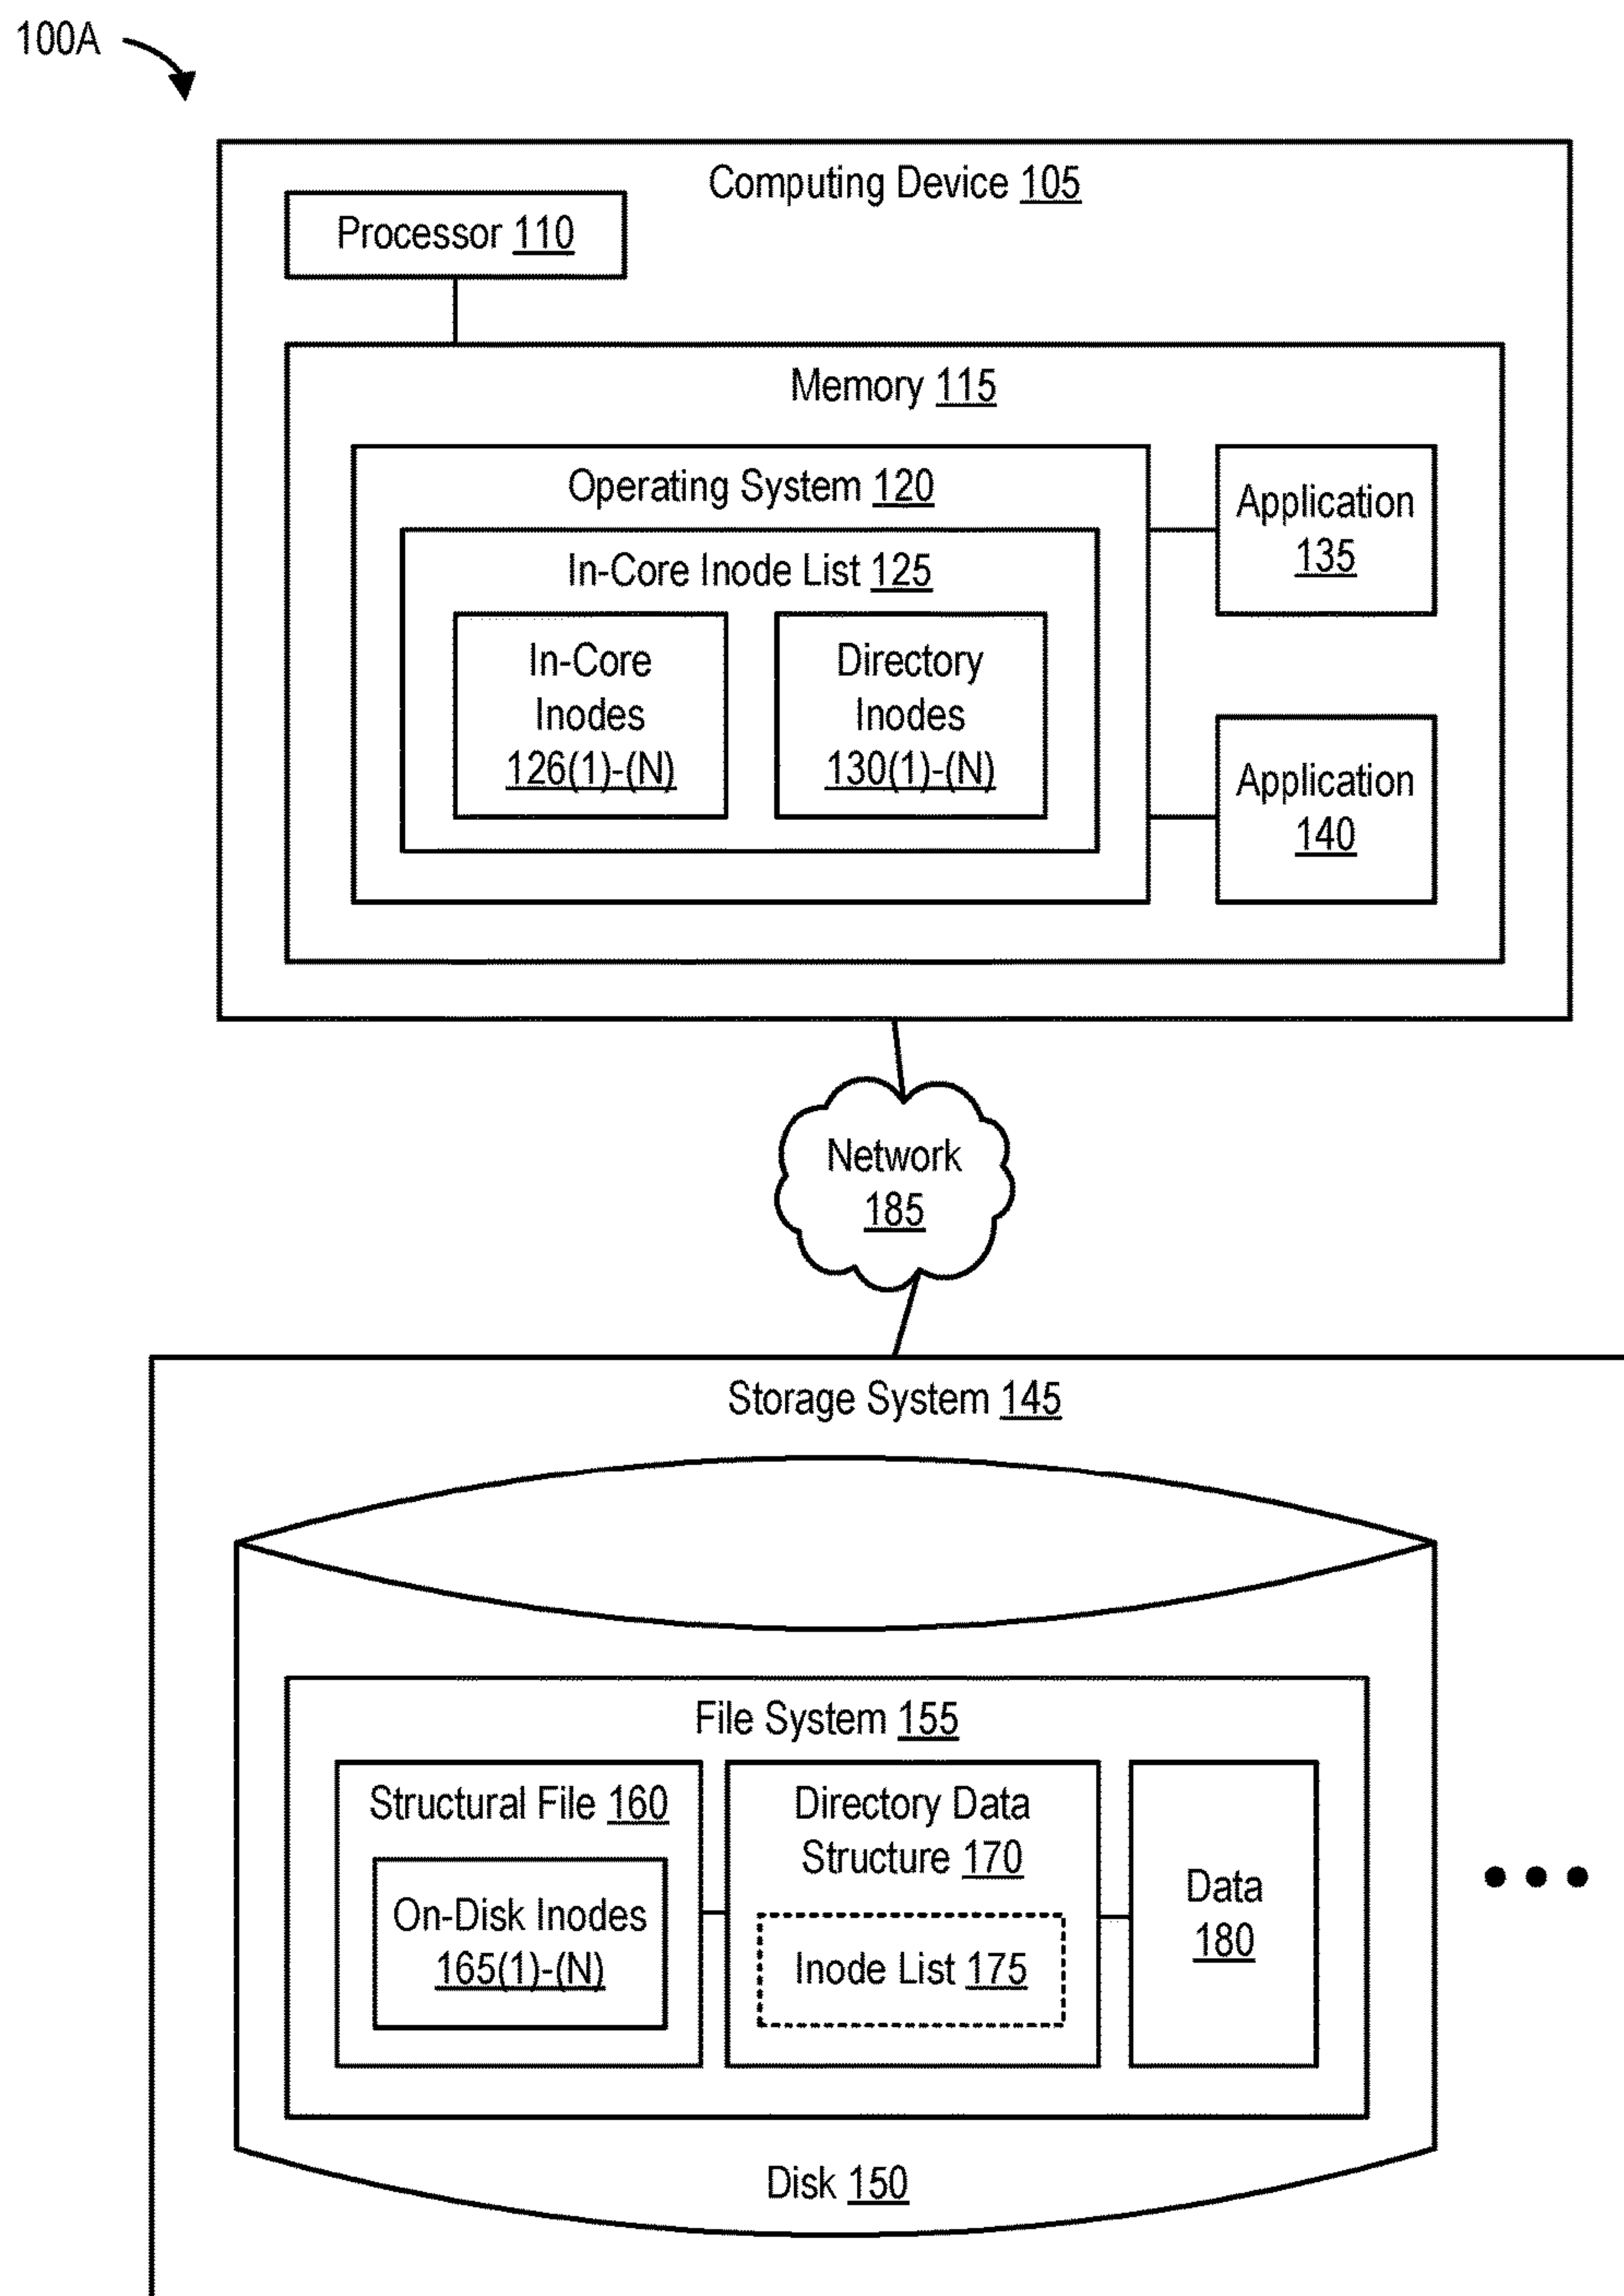 100A
Computing Device 105
Processor 110
Memory 115
Operating System 120
In-Core Inode List 125
In-Core
Inodes
126(1)-(N)
Directory
Inodes
130(1)-(N)
Application
135
Application
140
Network
185
Storage System 145
File System 155
Structural File 160
On-Disk Inodes
165(1)-(N)
Directory Data
Structure 170
Inode List 175
Data
180
Disk 150